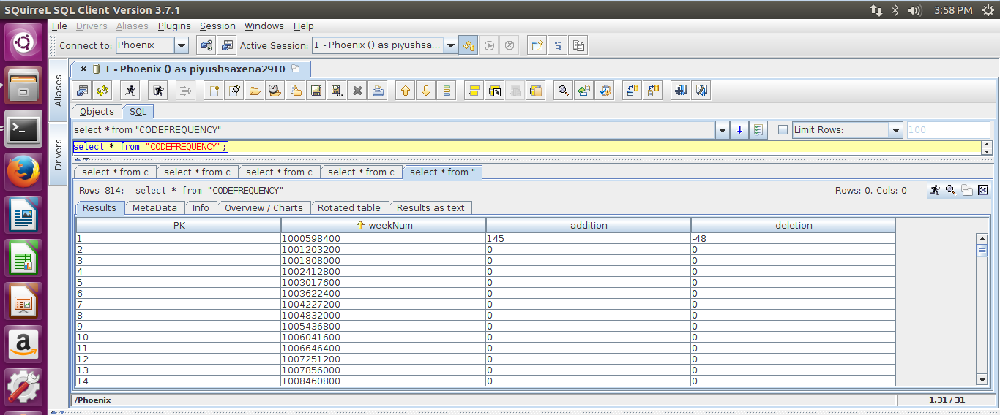 SQuirreL SQL Client Version 3.7.1
3:58 PM
File Drivers Aliases Plugins Session Windows Help
Connect to: Phoenix Active Session: 1 - Phoenix () as piyushsa...
1 - Phoenix () as piyushsaxena2910
Aliases
Drivers
Objects SQL
select * from "CODEFREQUENCY" Limit Rows: 100
select * from "CODEFREQUENCY";
select * from c select * from c select * from c select * from c select * from "
Rows 814; select * from "CODEFREQUENCY" Rows: 0, Cols: 0
Results MetaData Info Overview / Charts Rotated table Results as text
PK weekNum addition deletion
1 1000598400 145 -48
2 1001203200 0 0
3 1001808000 0 0
4 1002412800 0 0
5 1003017600 0 0
6 1003622400 0 0
7 1004227200 0 0
8 1004832000 0 0
9 1005436800 0 0
10 1006041600 0 0
11 1006646400 0 0
12 1007251200 0 0
13 1007856000 0 0
14 1008460800 0 0
/Phoenix 1,31 / 31